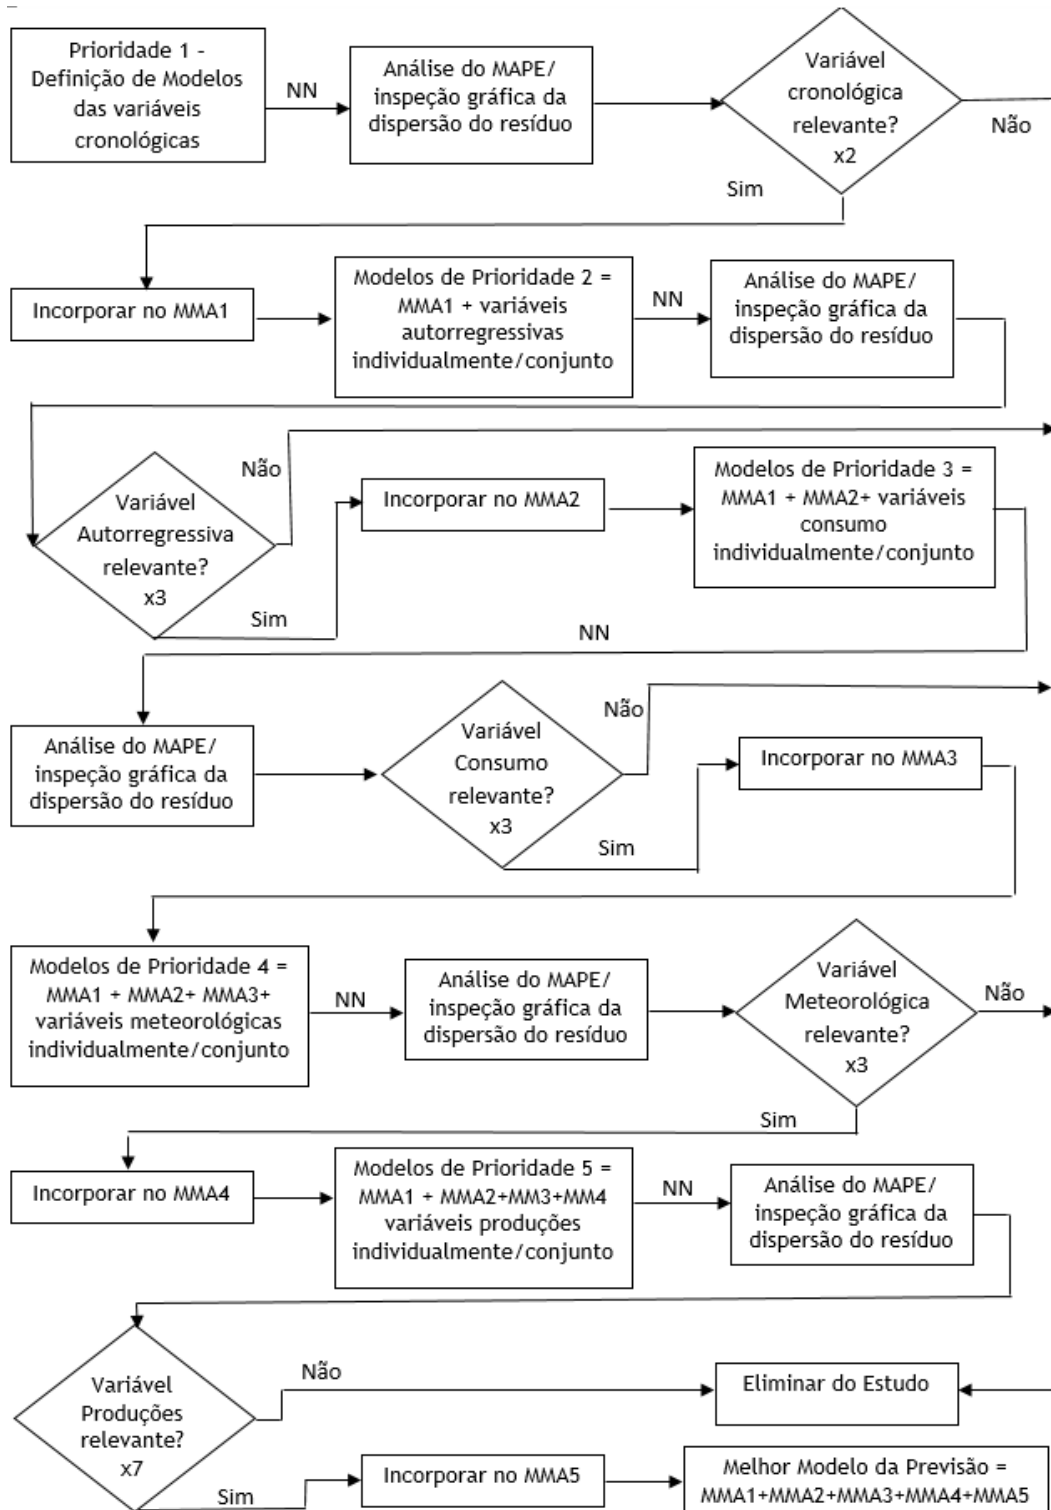 Prioridade 1 -
Definição de Modelos
das variáveis
cronológicas
NN
Análise do MAPE/
inspeção gráfica da
dispersão do resíduo
Variável
cronológica
relevante?
x2
Não
Sim
Incorporar no MMA1
Modelos de Prioridade 2 =
MMA1 + variáveis
autorregressivas
individualmente/conjunto
NN
Análise do MAPE/
inspeção gráfica da
dispersão do resíduo
Variável
Autorregressiva
relevante?
x3
Não
Sim
Incorporar no MMA2
Modelos de Prioridade 3 =
MMA1 + MMA2+ variáveis
consumo
individualmente/conjunto
NN
Análise do MAPE/
inspeção gráfica da
dispersão do resíduo
Variável
Consumo
relevante?
x3
Não
Sim
Incorporar no MMA3
Modelos de Prioridade 4 =
MMA1 + MMA2+ MMA3+
variáveis meteorológicas
individualmente/conjunto
NN
Análise do MAPE/
inspeção gráfica da
dispersão do resíduo
Variável
Meteorológica
relevante?
x3
Não
Sim
Incorporar no MMA4
Modelos de Prioridade 5 =
MMA1 + MMA2+MM3+MM4
variáveis produções
individualmente/conjunto
NN
Análise do MAPE/
inspeção gráfica da
dispersão do resíduo
Variável
Produções
relevante?
x7
Não
Eliminar do Estudo
Sim
Incorporar no MMA5
Melhor Modelo da Previsão =
MMA1+MMA2+MMA3+MMA4+MMA5